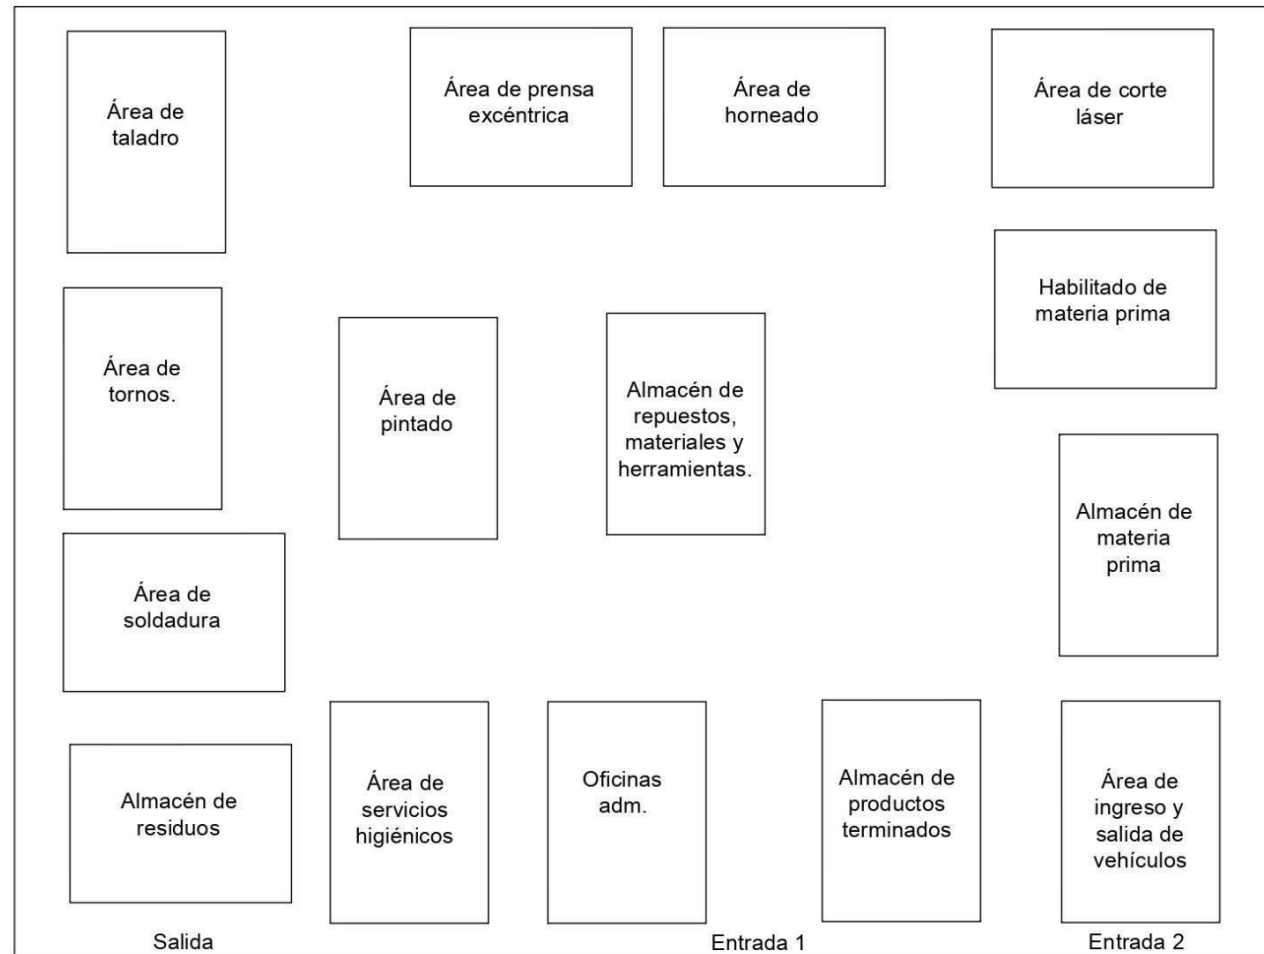 Área de
taladro
Área de prensa
excéntrica
Área de
horneado
Área de corte
láser
Habilitado de
materia prima
Área de
tornos.
Área de
pintado
Almacén de
repuestos,
materiales y
herramientas.
Almacén de
materia
prima
Área de
soldadura
Almacén de
residuos
Área de
servicios
higiénicos
Oficinas
adm.
Almacén de
productos
terminados
Área de
ingreso y
salida de
vehículos
Salida
Entrada 1
Entrada 2